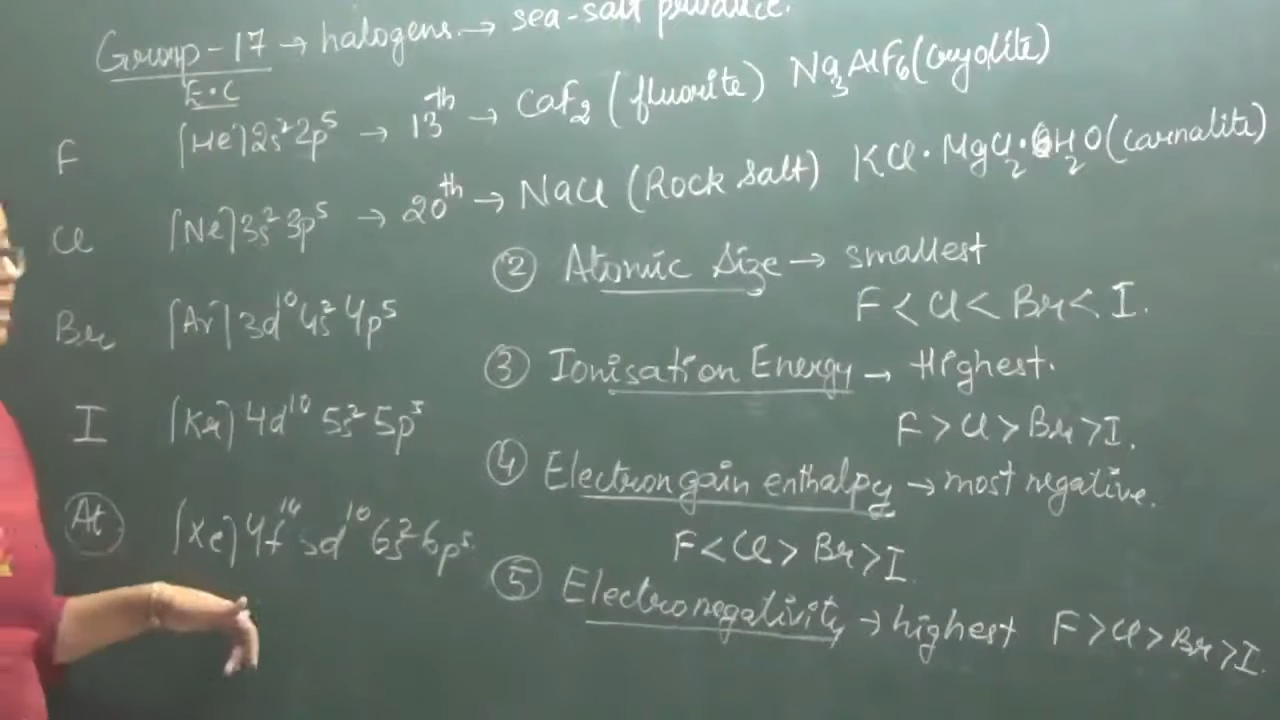 Group-17 → halogens → sea-salt produce.
E.C
F [He]2s²2p⁵ → 13th → CaF₂ (fluorite) Na₃AlF₆ (cryolite)
Cl [Ne]3s²3p⁵ → 20th → NaCl (Rock salt) KCl·MgCl₂·6H₂O (carnalite)
② Atomic Size → smallest
F < Cl < Br < I.
Br [Ar]3d¹⁰4s²4p⁵
③ Ionisation Energy → Highest.
I [Kr]4d¹⁰ 5s² 5p⁵
F > Cl > Br > I.
④ Electron gain enthalpy → most negative.
At [Xe]4f¹⁴ 5d¹⁰ 6s² 6p⁵
F < Cl > Br > I
⑤ Electronegativity → highest F > Cl > Br > I.